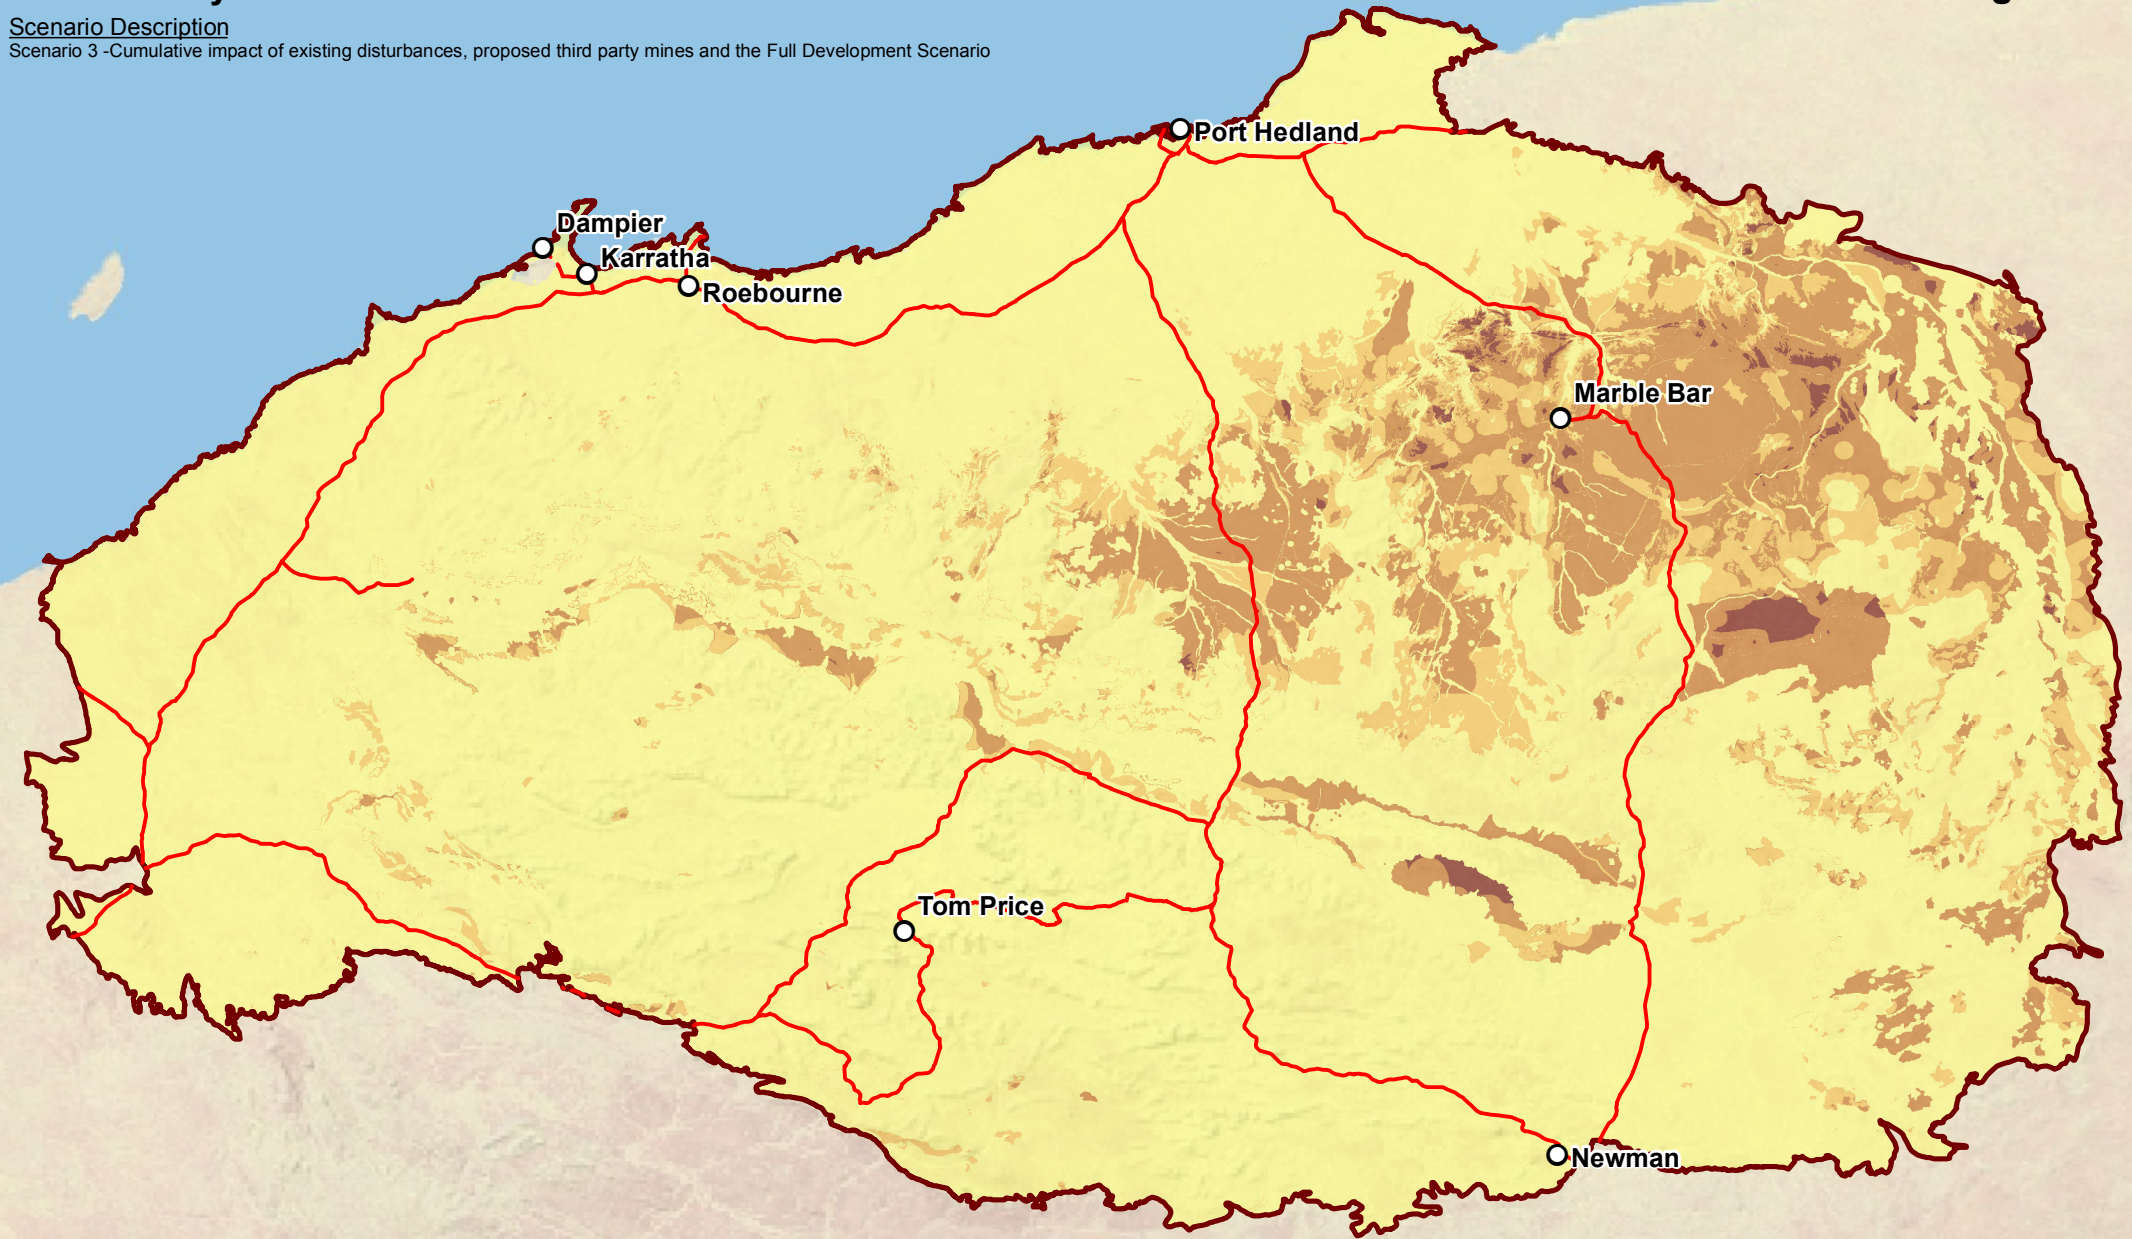 Scenario Description
Scenario 3 -Cumulative impact of existing disturbances, proposed third party mines and the Full Development Scenario
Port Hedland
Dampier
Karratha
Roebourne
Marble Bar
Tom Price
Newman